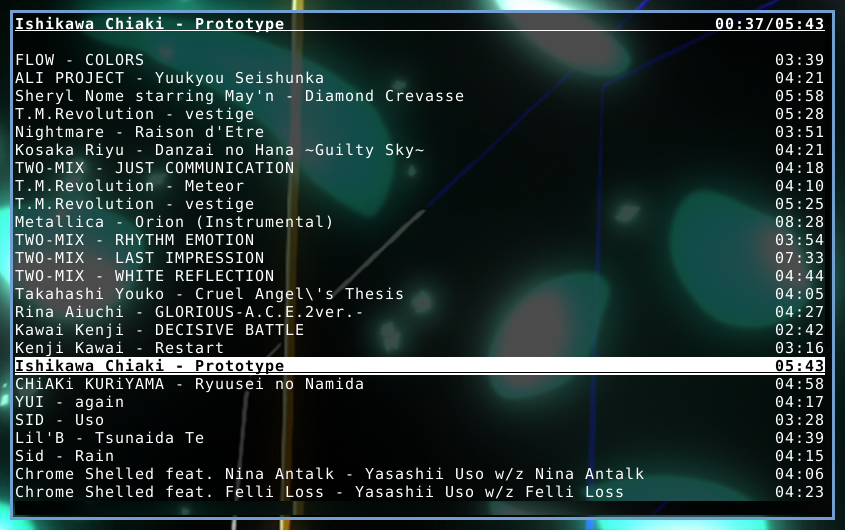 Ishikawa Chiaki - Prototype 00:37/05:43
FLOW - COLORS 03:39
ALI PROJECT - Yuukyou Seishunka 04:21
Sheryl Nome starring May'n - Diamond Crevasse 05:58
T.M.Revolution - vestige 05:28
Nightmare - Raison d'Etre 03:51
Kosaka Riyu - Danzai no Hana ~Guilty Sky~ 04:21
TWO-MIX - JUST COMMUNICATION 04:18
T.M.Revolution - Meteor 04:10
T.M.Revolution - vestige 05:25
Metallica - Orion (Instrumental) 08:28
TWO-MIX - RHYTHM EMOTION 03:54
TWO-MIX - LAST IMPRESSION 07:33
TWO-MIX - WHITE REFLECTION 04:44
Takahashi Youko - Cruel Angel\'s Thesis 04:05
Rina Aiuchi - GLORIOUS-A.C.E.2ver.- 04:27
Kawai Kenji - DECISIVE BATTLE 02:42
Kenji Kawai - Restart 03:16
Ishikawa Chiaki - Prototype 05:43
CHiAKi KURiYAMA - Ryuusei no Namida 04:58
YUI - again 04:17
SID - Uso 03:28
Lil'B - Tsunaida Te 04:39
Sid - Rain 04:15
Chrome Shelled feat. Nina Antalk - Yasashii Uso w/z Nina Antalk 04:06
Chrome Shelled feat. Felli Loss - Yasashii Uso w/z Felli Loss 04:23